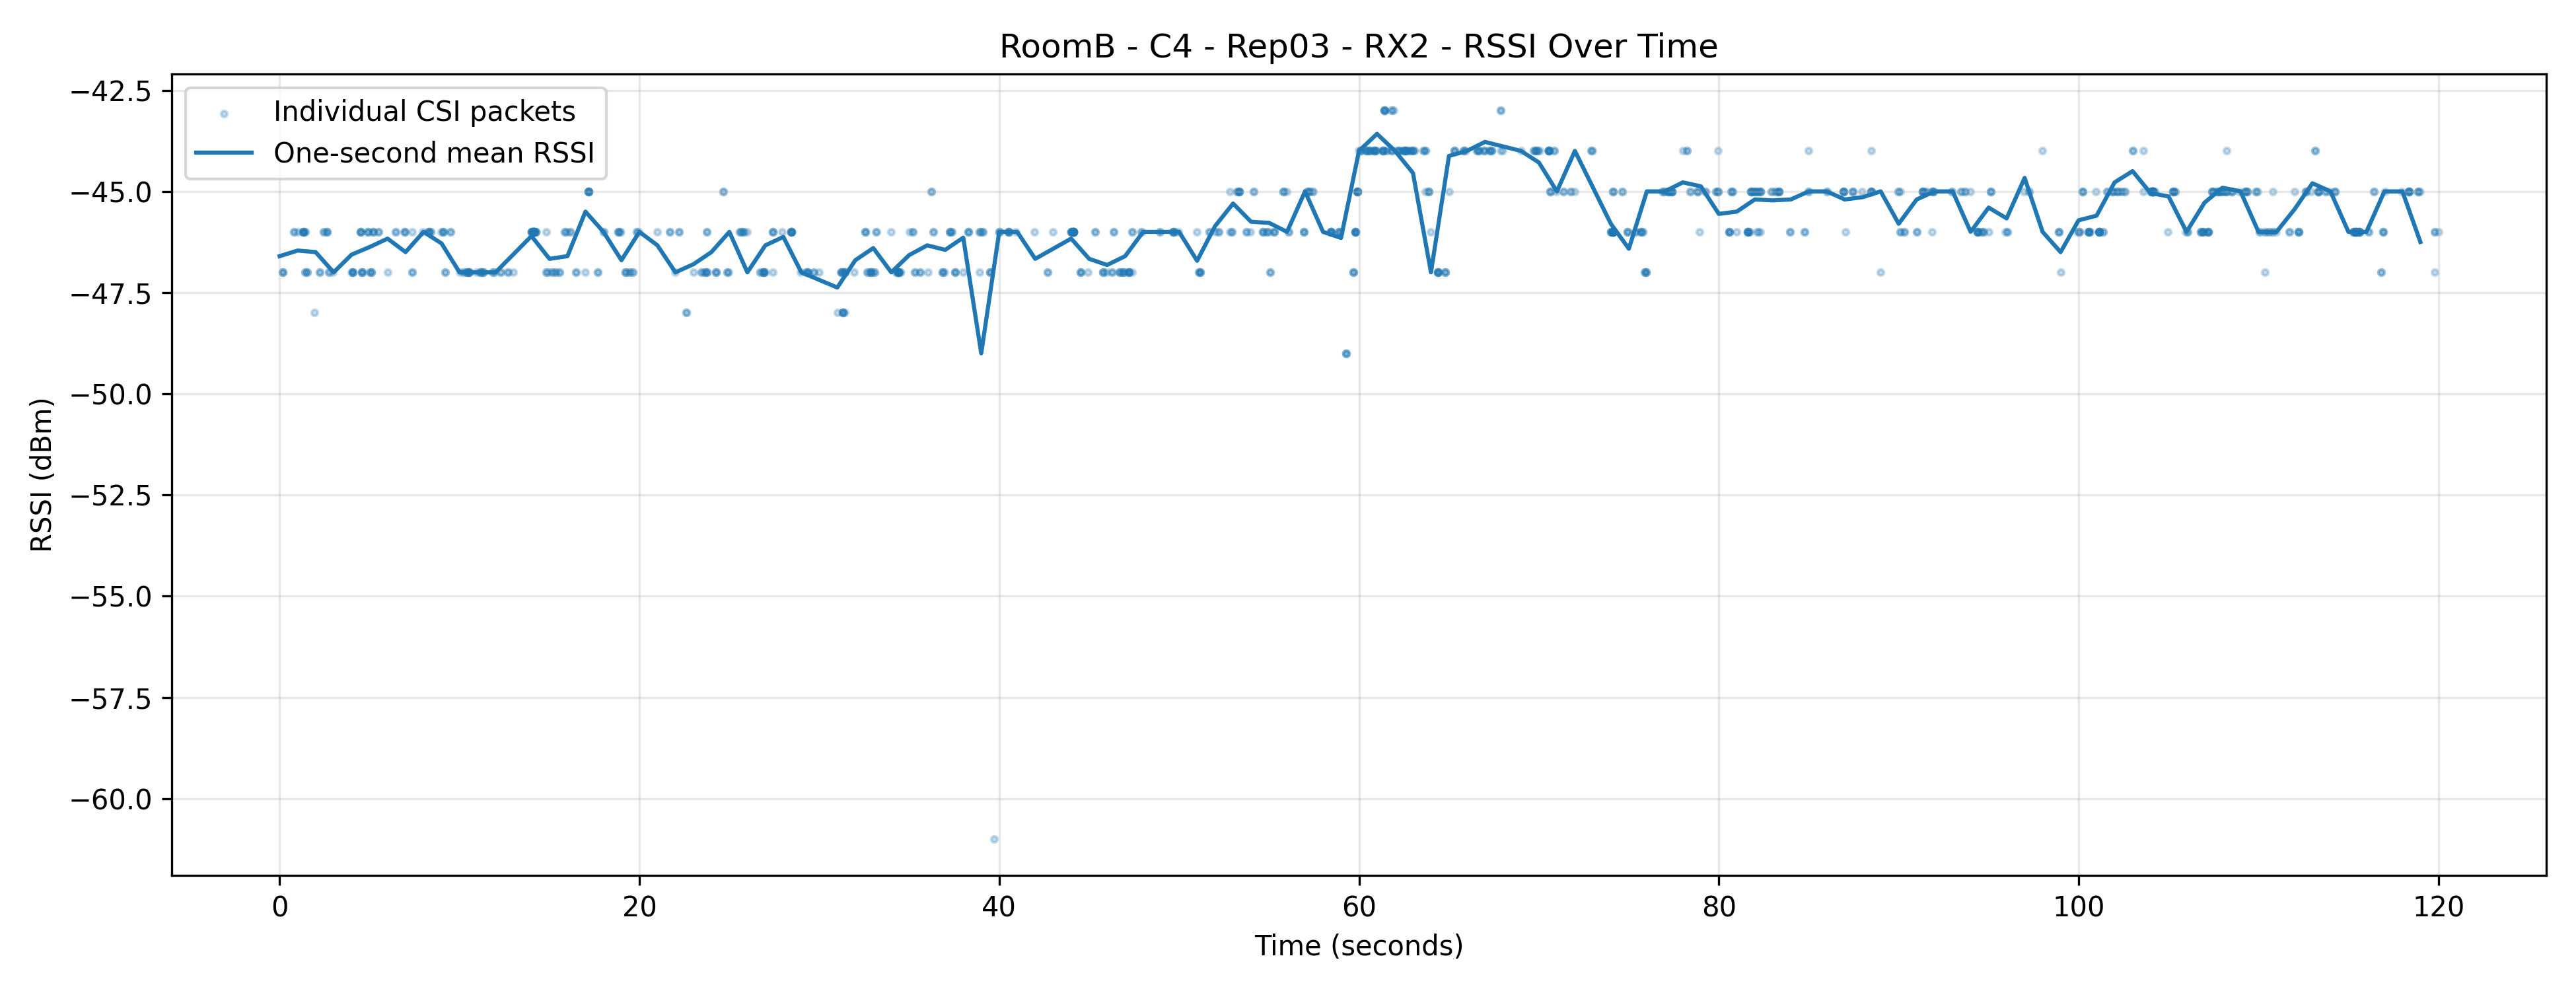 RoomB - C4 - Rep03 - RX2 - RSSI Over Time
Individual CSI packets
One-second mean RSSI
RSSI (dBm)
−42.5
−45.0
−47.5
−50.0
−52.5
−55.0
−57.5
−60.0
0 20 40 60 80 100 120
Time (seconds)